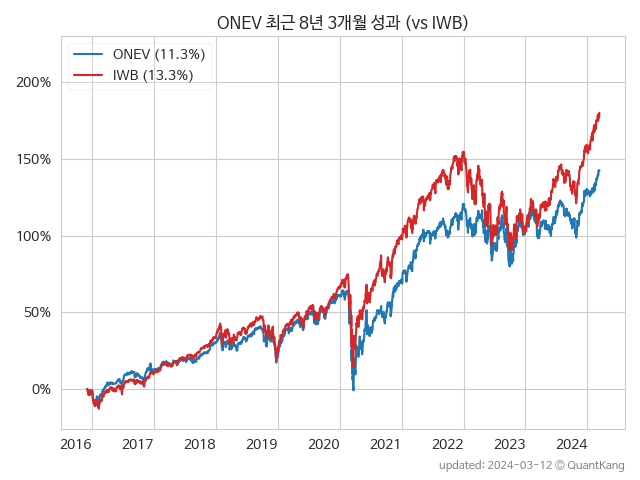 ONEV 최근 8년 3개월 성과 (vs IWB)
ONEV (11.3%)
IWB (13.3%)
200%
150%
100%
50%
0%
2016 2017 2018 2019 2020 2021 2022 2023 2024
updated: 2024-03-12 © QuantKang